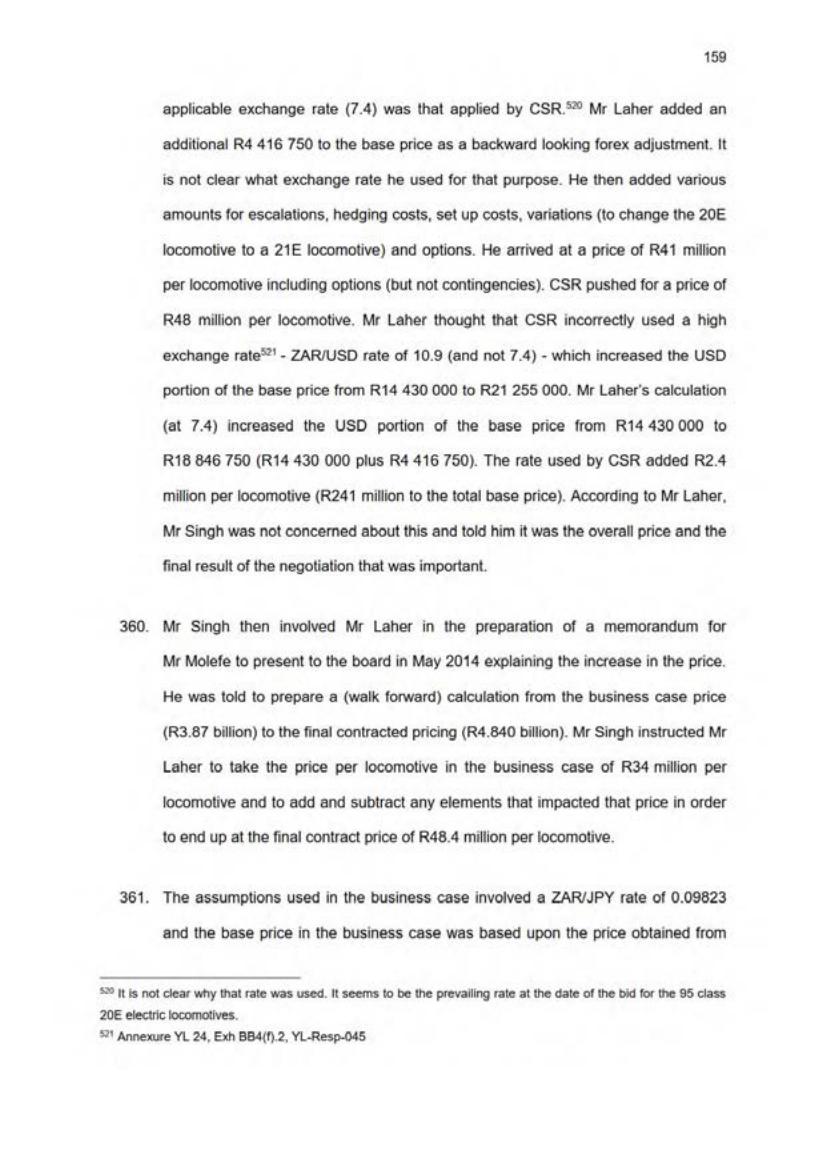 159
applicable exchange rate (7.4) was that applied by CSR.520 Mr Laher added an
additional R4 416 750 to the base price as a backward looking forex adjustment. It
is not clear what exchange rate he used for that purpose. He then added various
amounts for escalations, hedging costs, set up costs, variations (to change the 20E
locomotive to a 21E locomotive) and options. He arrived at a price of R41 million
per locomotive including options (but not contingencies). CSR pushed for a price of
R48 million per locomotive. Mr Laher thought that CSR incorrectly used a high
exchange rate521 - ZAR/USD rate of 10.9 (and not 7.4) - which increased the USD
portion of the base price from R14 430 000 to R21 255 000. Mr Laher's calculation
(at 7.4) increased the USD portion of the base price from R14 430 000 to
R18 846 750 (R14 430 000 plus R4 416 750). The rate used by CSR added R2.4
million per locomotive (R241 million to the total base price). According to Mr Laher,
Mr Singh was not concerned about this and told him it was the overall price and the
final result of the negotiation that was important.
360. Mr Singh then involved Mr Laher in the preparation of a memorandum for
Mr Molefe to present to the board in May 2014 explaining the increase in the price.
He was told to prepare a (walk forward) calculation from the business case price
(R3.87 billion) to the final contracted pricing (R4.840 billion). Mr Singh instructed Mr
Laher to take the price per locomotive in the business case of R34 million per
locomotive and to add and subtract any elements that impacted that price in order
to end up at the final contract price of R48.4 million per locomotive.
361. The assumptions used in the business case involved a ZAR/JPY rate of 0.09823
and the base price in the business case was based upon the price obtained from
520 It is not clear why that rate was used. It seems to be the prevailing rate at the date of the bid for the 95 class
20E electric locomotives.
521 Annexure YL 24, Exh BB4(f).2, YL-Resp-045